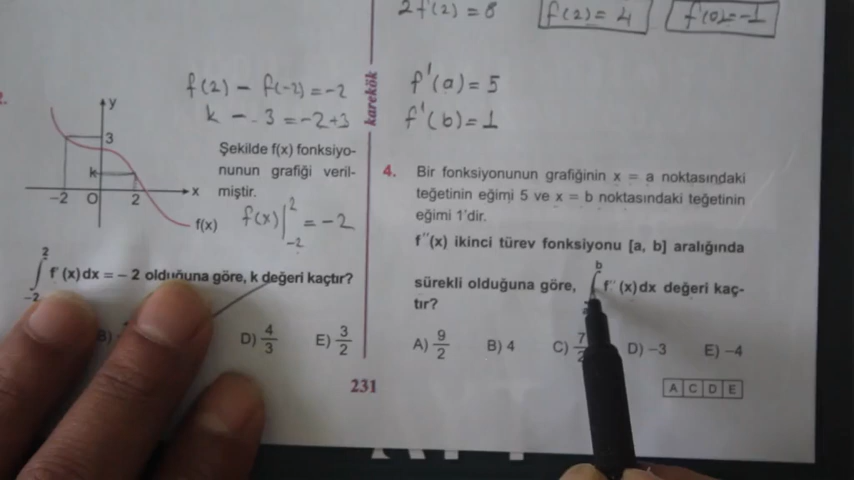 2f'(2) = 8
f(2) = 4
f'(0) = -1
2.
f(2) - f(-2) = -2
k - 3 = -2+3
y
3
k
-2
O
2
x
f(x)
Şekilde f(x) fonksiyo-
nunun grafiği veril-
miştir.
f(x)|²₋₂ = -2
∫²₋₂ f'(x)dx = – 2 olduğuna göre, k değeri kaçtır?
B)
D) 4/3
E) 3/2
karekök
231
f'(a) = 5
f'(b) = 1
4. Bir fonksiyonunun grafiğinin x = a noktasındaki
teğetinin eğimi 5 ve x = b noktasındaki teğetinin
eğimi 1'dir.
f''(x) ikinci türev fonksiyonu [a, b] aralığında
sürekli olduğuna göre, ∫ᵇ f''(x)dx değeri kaç-
tır?
A) 9/2
B) 4
C) 7/2
D) –3
E) –4
A C D E